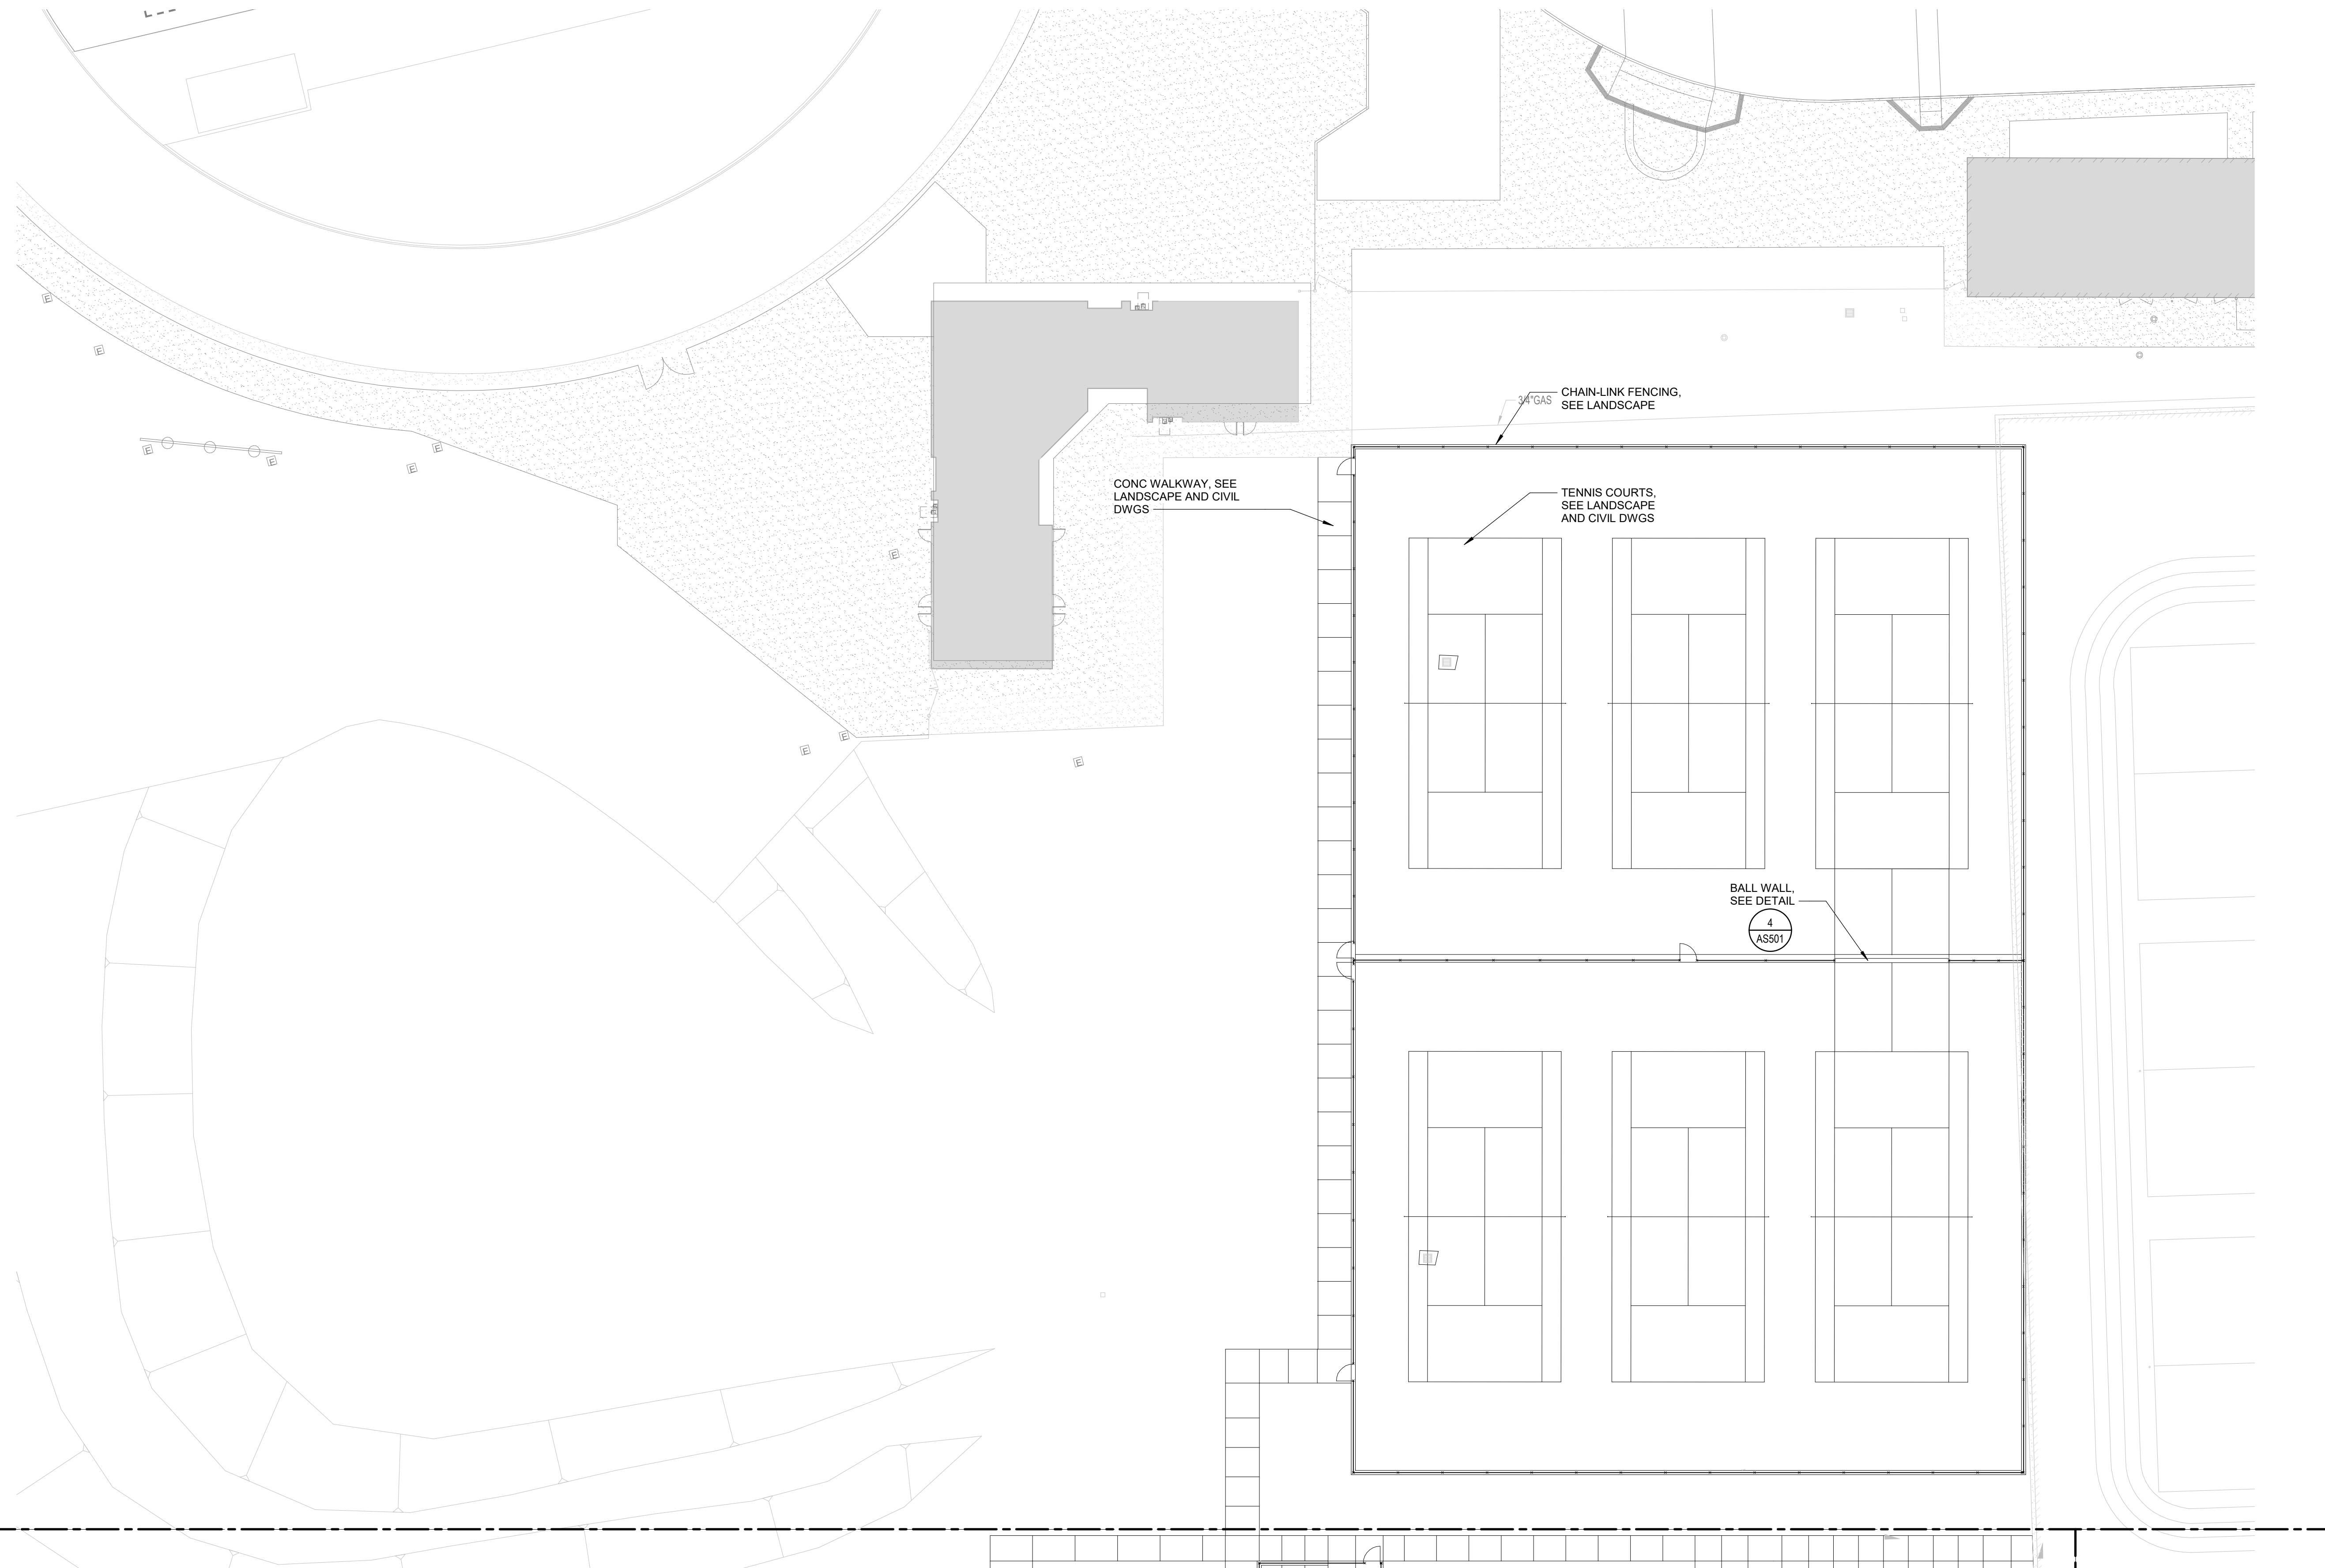 CHAIN-LINK FENCING,
SEE LANDSCAPE
3/4"GAS
CONC WALKWAY, SEE
LANDSCAPE AND CIVIL
DWGS
TENNIS COURTS,
SEE LANDSCAPE
AND CIVIL DWGS
BALL WALL,
SEE DETAIL
4
AS501
E
E
E
E
E
E
E
E
E
E